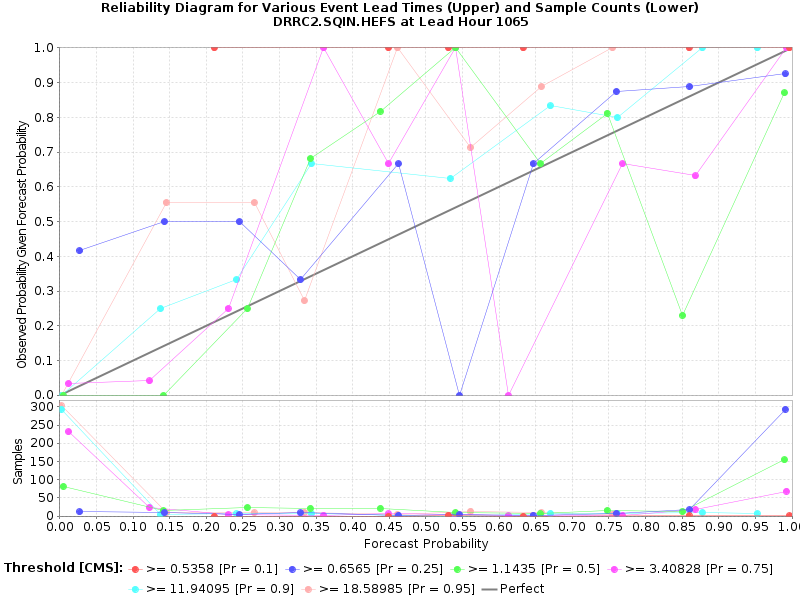 Reliability Diagram for Various Event Lead Times (Upper) and Sample Counts (Lower)
DRRC2.SQIN.HEFS at Lead Hour 1065
Observed Probability Given Forecast Probability
1.0
0.9
0.8
0.7
0.6
0.5
0.4
0.3
0.2
0.1
0.0
Samples
300
250
200
150
100
50
0
0.00 0.05 0.10 0.15 0.20 0.25 0.30 0.35 0.40 0.45 0.50 0.55 0.60 0.65 0.70 0.75 0.80 0.85 0.90 0.95 1.00
Forecast Probability
Threshold [CMS]: >= 0.5358 [Pr = 0.1] >= 0.6565 [Pr = 0.25] >= 1.1435 [Pr = 0.5] >= 3.40828 [Pr = 0.75]
>= 11.94095 [Pr = 0.9] >= 18.58985 [Pr = 0.95] Perfect